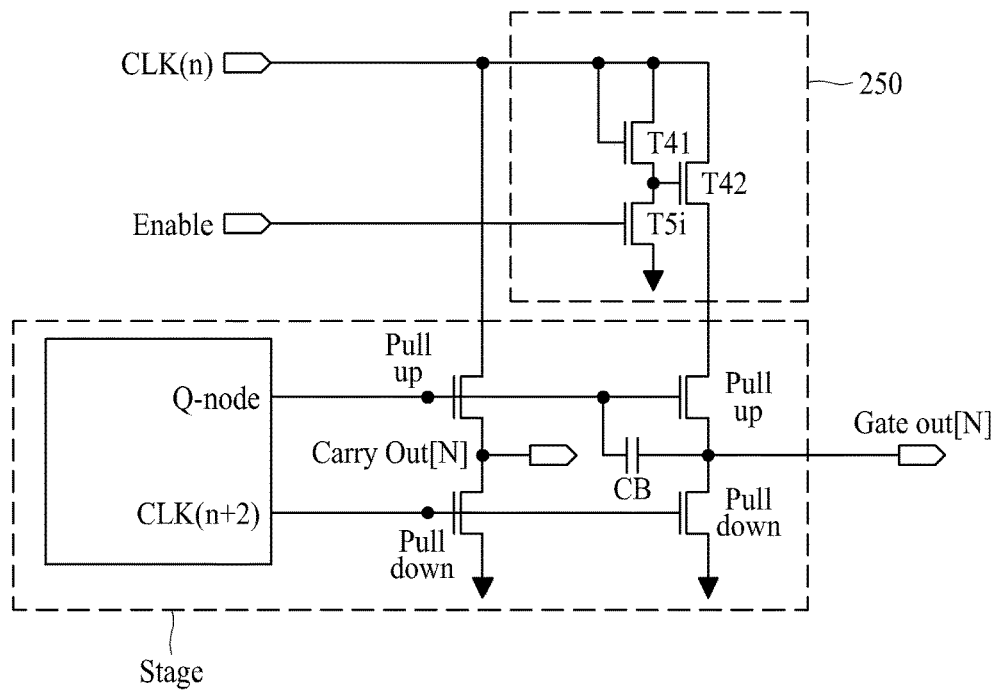 CLK(n)
250
T41
T42
Enable
T5i
Pull
up
Q-node
Pull
up
Gate out[N]
Carry Out[N]
CB
CLK(n+2)
Pull
down
Pull
down
Stage